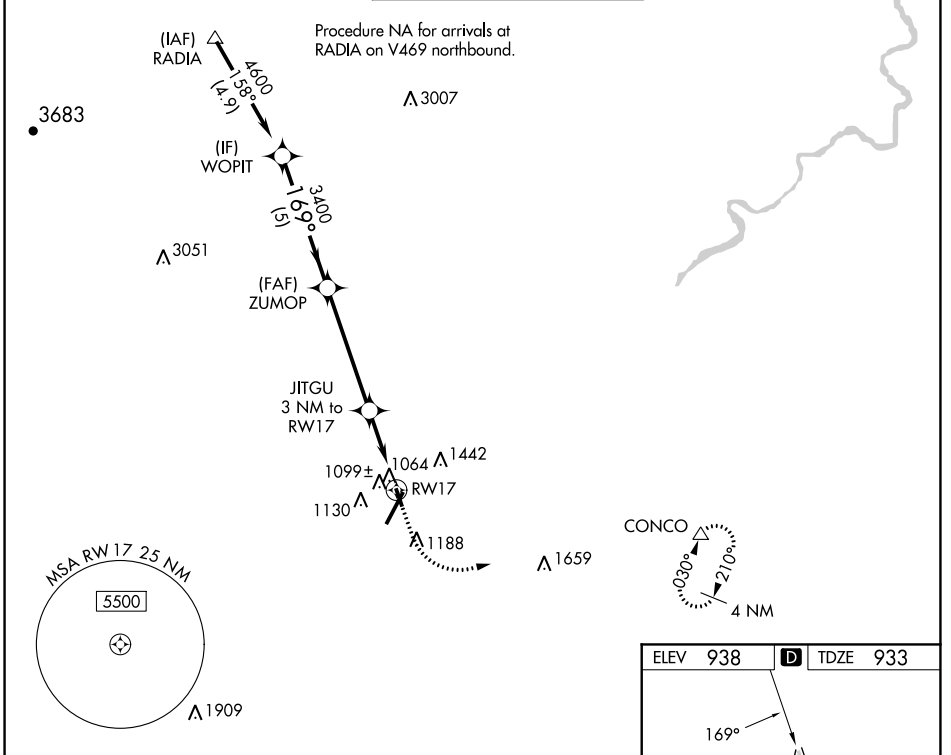 Procedure NA for arrivals at
RADIA on V469 northbound.
(IAF)
RADIA
4600
158°
(4.9)
3007
3683
(IF)
WOPIT
3400
169°
(5)
3051
(FAF)
ZUMOP
JITGU
3 NM to
RW17
1442
1064
1099±
RW17
1130
1188
1659
CONCO
030°
210°
4 NM
MSA RW17 25 NM
5500
1909
ELEV 938 D TDZE 933
169°